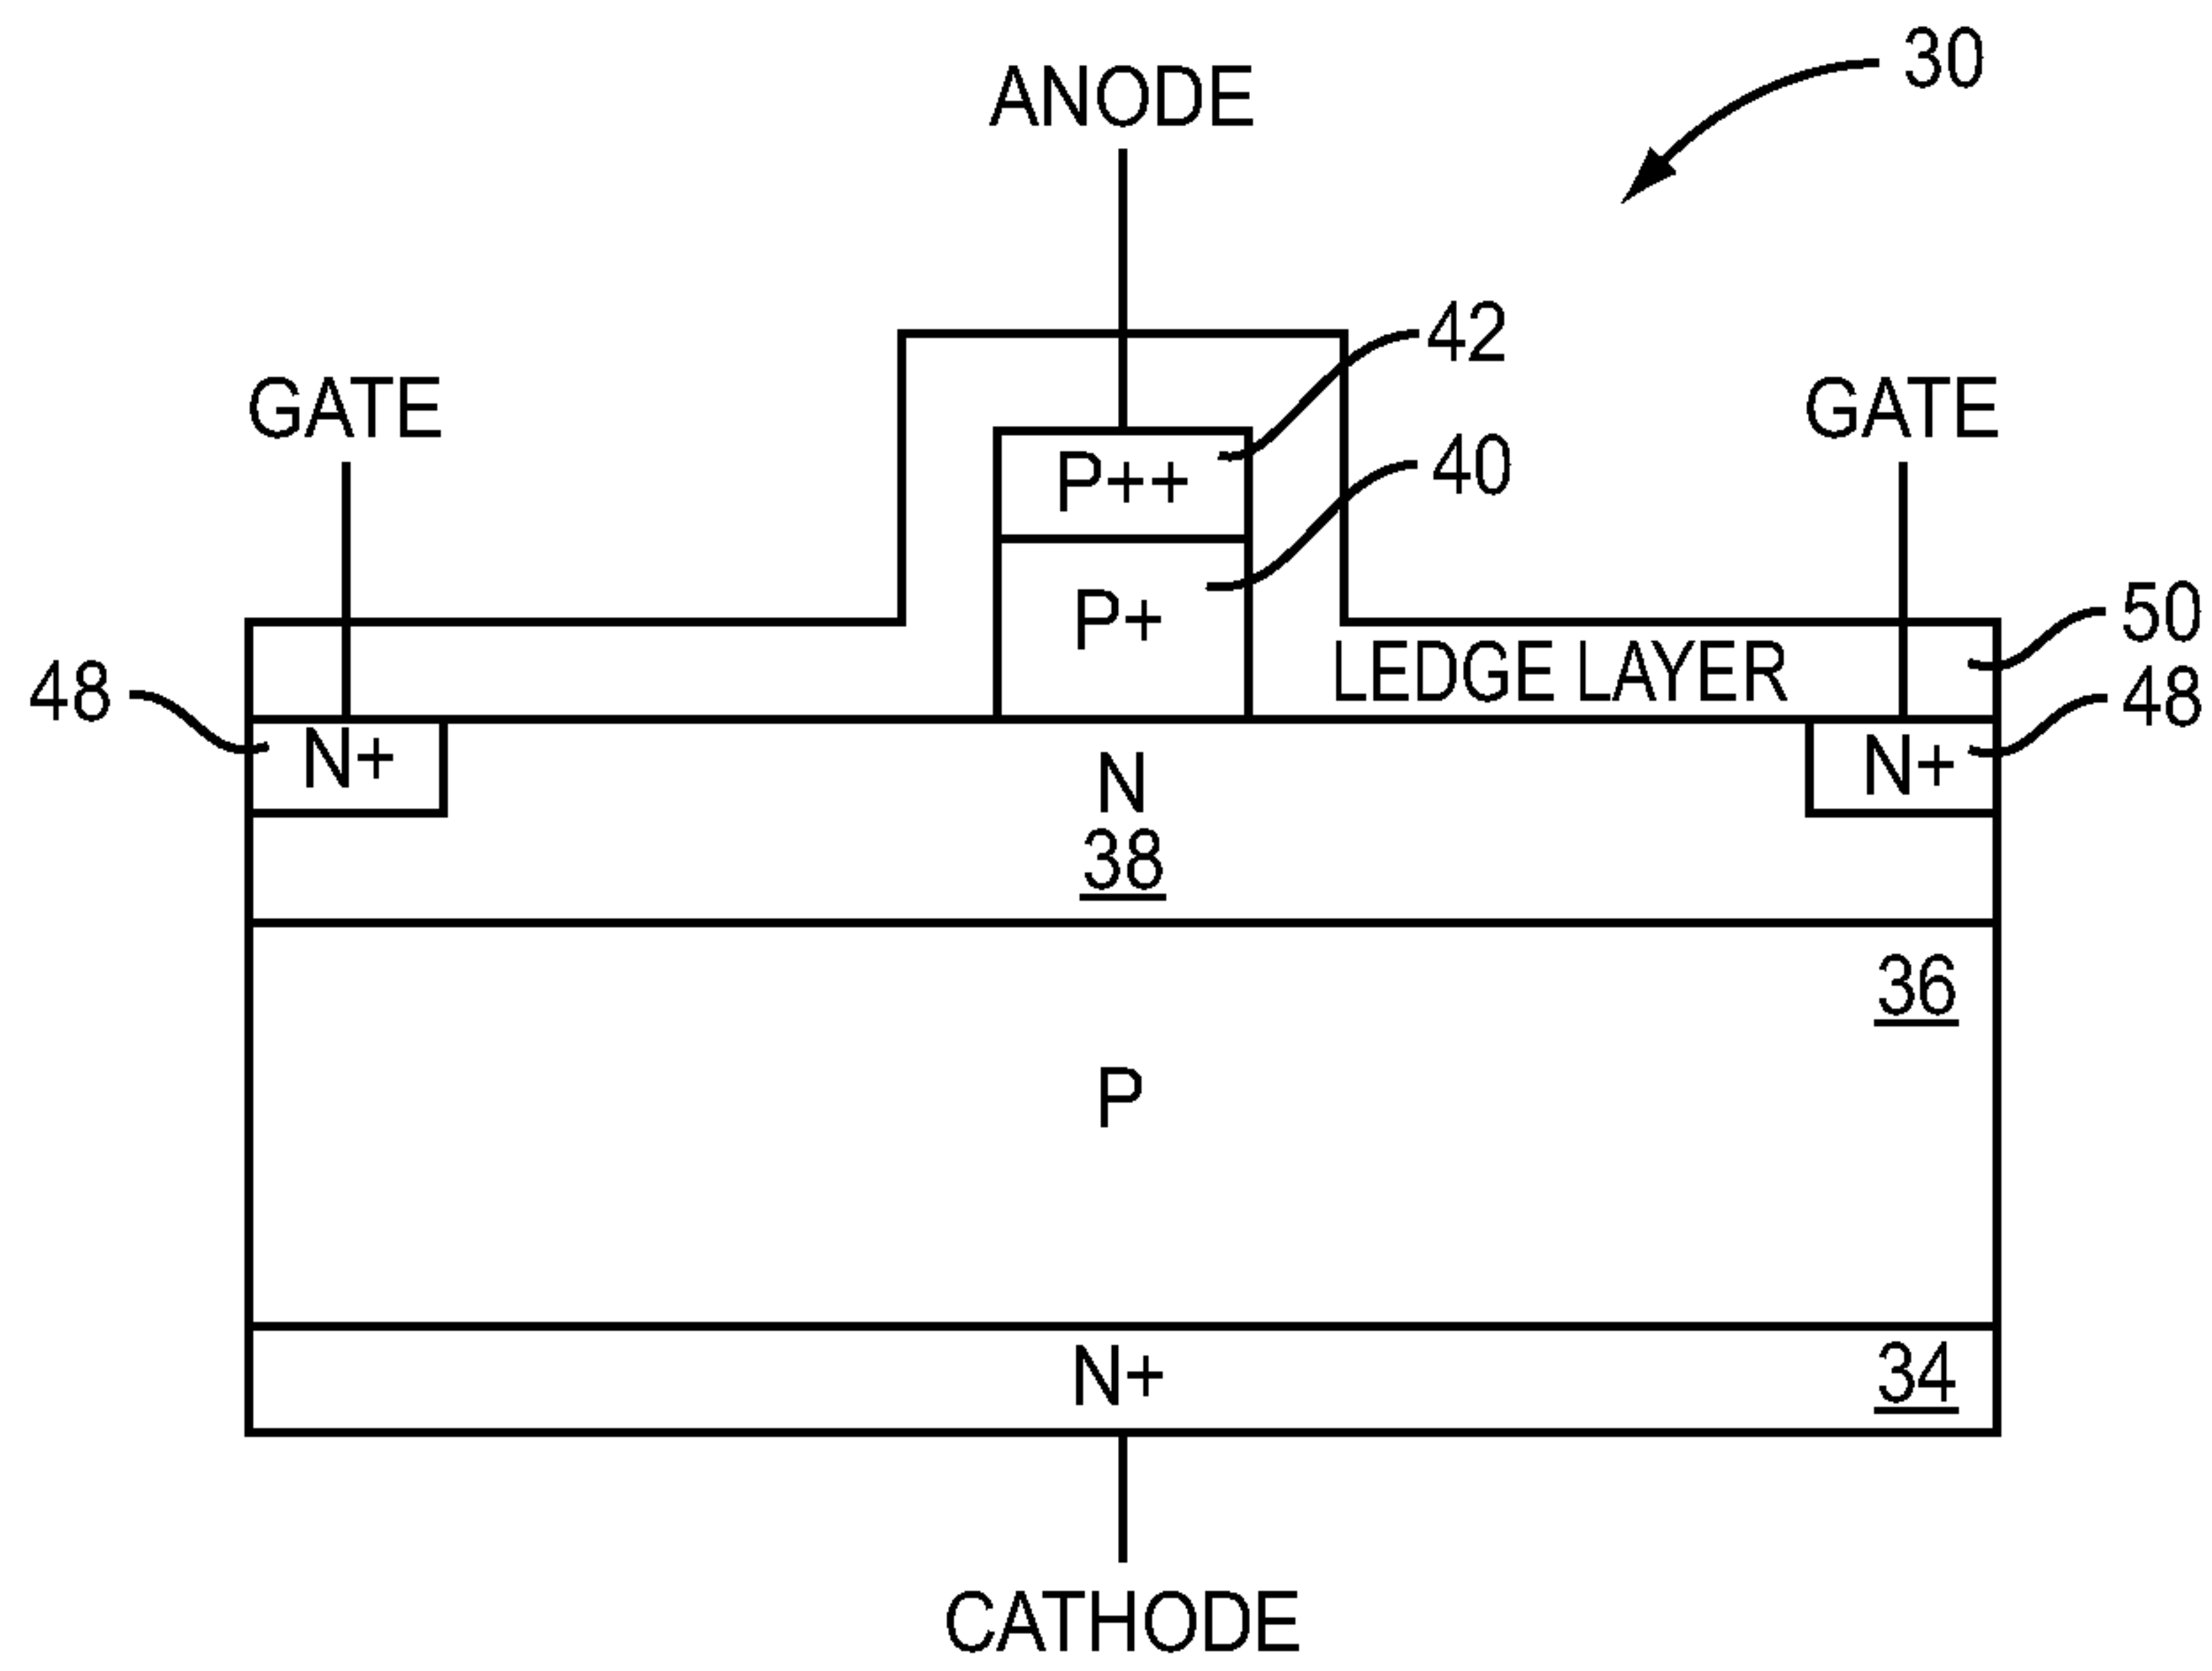 30
ANODE
42
GATE
GATE
40
P++
P+
50
LEDGE LAYER
48
48
N+
N+
N
38
36
P
N+
34
CATHODE